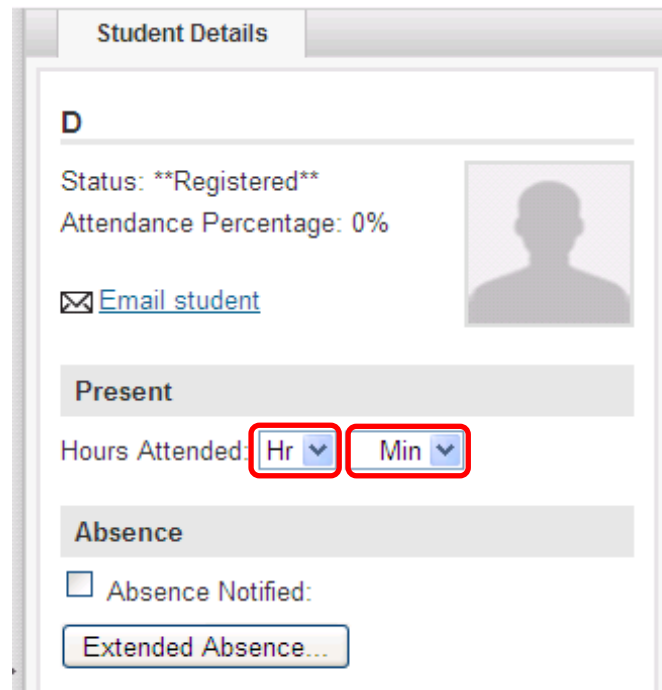 Student Details
D
Status: **Registered**
Attendance Percentage: 0%
Email student
Present
Hours Attended: Hr Min
Absence
Absence Notified:
Extended Absence...